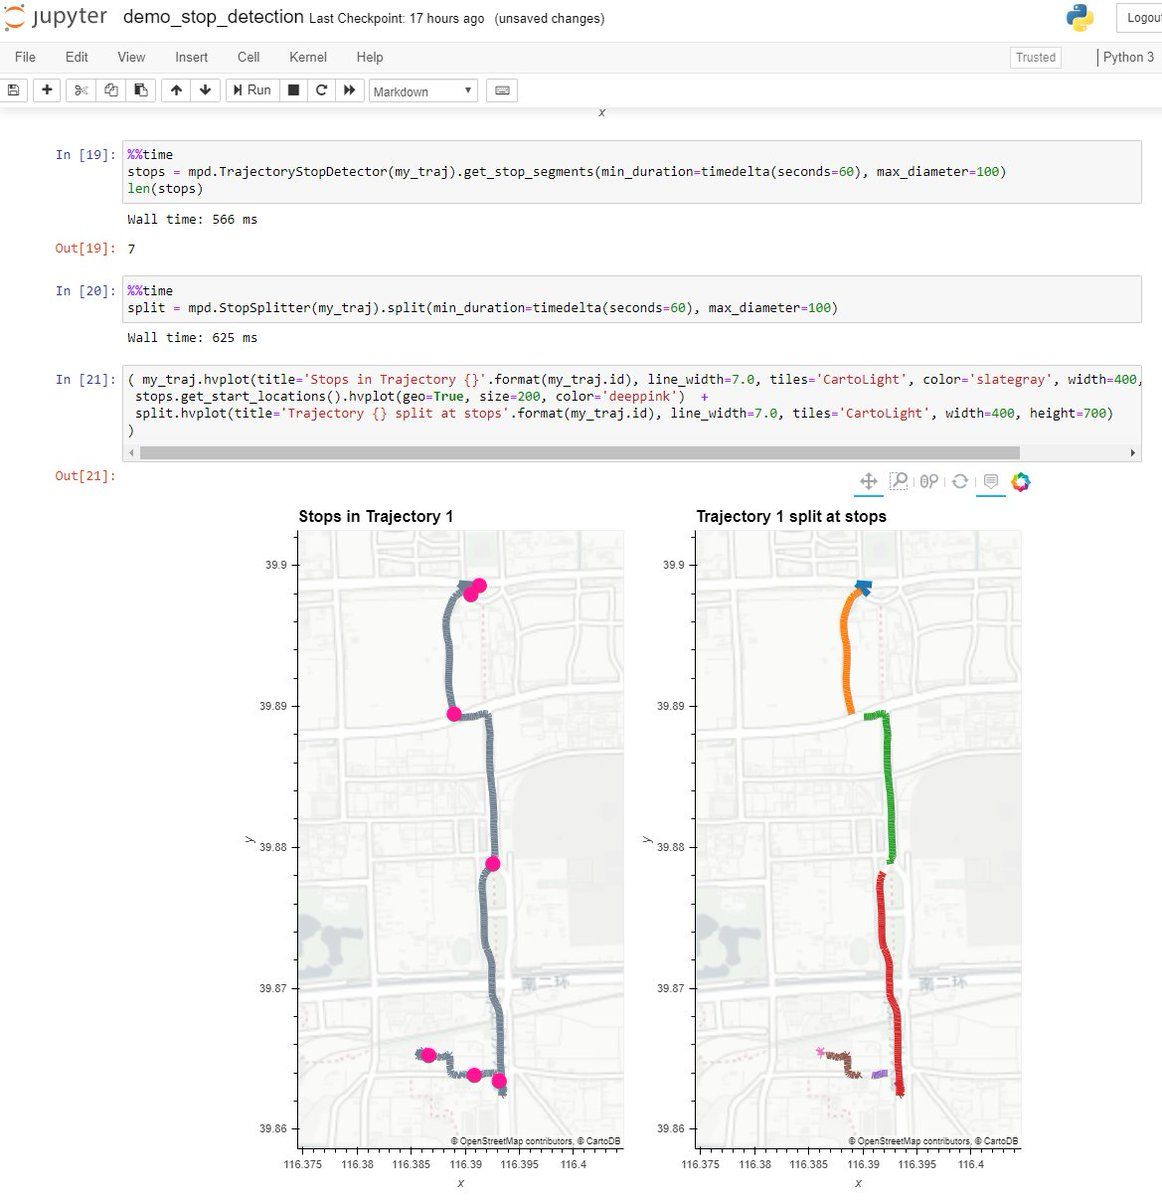 jupyter demo_stop_detection Last Checkpoint: 17 hours ago (unsaved changes) Logou
File Edit View Insert Cell Kernel Help Trusted Python 3
Run Markdown
x
In [19]: %%time
stops = mpd.TrajectoryStopDetector(my_traj).get_stop_segments(min_duration=timedelta(seconds=60), max_diameter=100)
len(stops)
Wall time: 566 ms
Out[19]: 7
In [20]: %%time
split = mpd.StopSplitter(my_traj).split(min_duration=timedelta(seconds=60), max_diameter=100)
Wall time: 625 ms
In [21]: ( my_traj.hvplot(title='Stops in Trajectory {}'.format(my_traj.id), line_width=7.0, tiles='CartoLight', color='slategray', width=400,
stops.get_start_locations().hvplot(geo=True, size=200, color='deeppink') +
split.hvplot(title='Trajectory {} split at stops'.format(my_traj.id), line_width=7.0, tiles='CartoLight', width=400, height=700)
)
Out[21]:
Stops in Trajectory 1
39.9
39.89
39.88
39.87
39.86
y
南二环
© OpenStreetMap contributors, © CartoDB
116.375 116.38 116.385 116.39 116.395 116.4
x
Trajectory 1 split at stops
39.9
39.89
39.88
39.87
39.86
y
南二环
© OpenStreetMap contributors, © CartoDB
116.375 116.38 116.385 116.39 116.395 116.4
x